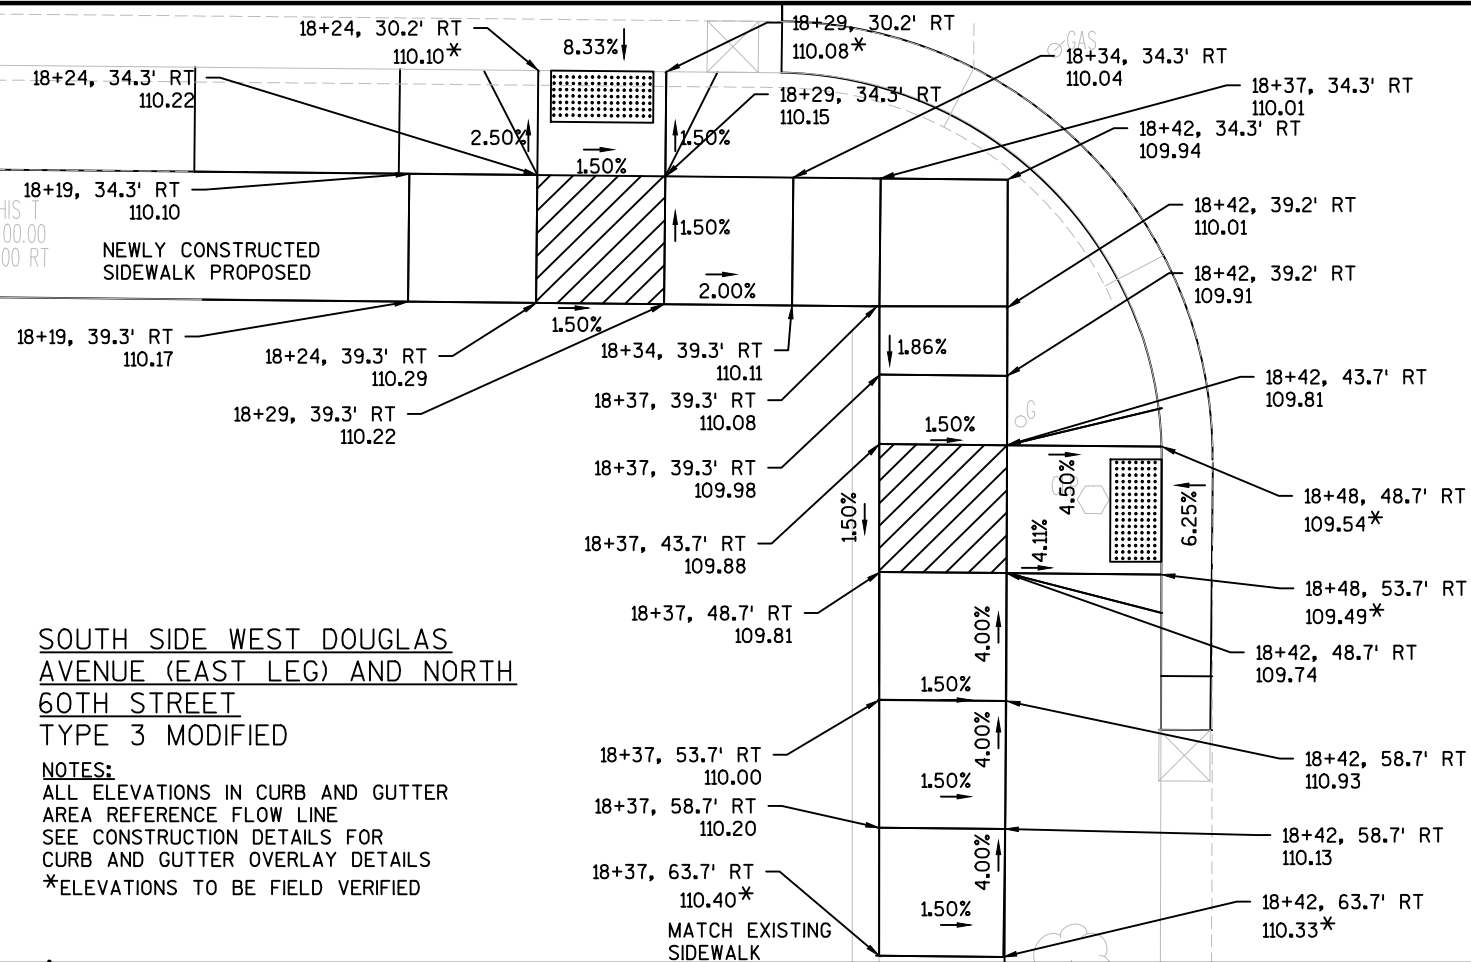 18+24, 30.2' RT
110.10*
8.33%
18+29, 30.2' RT
110.08*
GAS
18+34, 34.3' RT
110.04
18+24, 34.3' RT
110.22
18+29, 34.3' RT
110.15
18+37, 34.3' RT
110.01
18+42, 34.3' RT
109.94
2.50%
1.50%
1.50%
18+19, 34.3' RT
110.10
HIS T
00.00
00 RT
NEWLY CONSTRUCTED
SIDEWALK PROPOSED
1.50%
2.00%
1.50%
18+42, 39.2' RT
110.01
18+42, 39.2' RT
109.91
18+19, 39.3' RT
110.17
18+24, 39.3' RT
110.29
18+29, 39.3' RT
110.22
18+34, 39.3' RT
110.11
18+37, 39.3' RT
110.08
1.86%
18+42, 43.7' RT
109.81
G
1.50%
18+37, 39.3' RT
109.98
1.50%
4.50%
4.11%
6.25%
18+48, 48.7' RT
109.54*
18+37, 43.7' RT
109.88
18+37, 48.7' RT
109.81
18+48, 53.7' RT
109.49*
18+42, 48.7' RT
109.74
4.00%
1.50%
SOUTH SIDE WEST DOUGLAS
AVENUE (EAST LEG) AND NORTH
60TH STREET
TYPE 3 MODIFIED
NOTES:
ALL ELEVATIONS IN CURB AND GUTTER
AREA REFERENCE FLOW LINE
SEE CONSTRUCTION DETAILS FOR
CURB AND GUTTER OVERLAY DETAILS
*ELEVATIONS TO BE FIELD VERIFIED
18+37, 53.7' RT
110.00
4.00%
1.50%
18+42, 58.7' RT
110.93
18+37, 58.7' RT
110.20
18+42, 58.7' RT
110.13
4.00%
1.50%
18+37, 63.7' RT
110.40*
18+42, 63.7' RT
110.33*
MATCH EXISTING
SIDEWALK